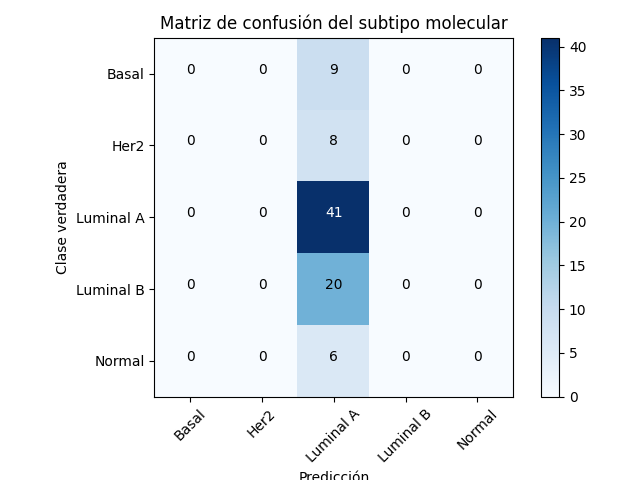 Matriz de confusión del subtipo molecular
Clase verdadera
Basal 0 0 9 0 0
Her2 0 0 8 0 0
Luminal A 0 0 41 0 0
Luminal B 0 0 20 0 0
Normal 0 0 6 0 0
Basal Her2 Luminal A Luminal B Normal
Predicción
40
35
30
25
20
15
10
5
0